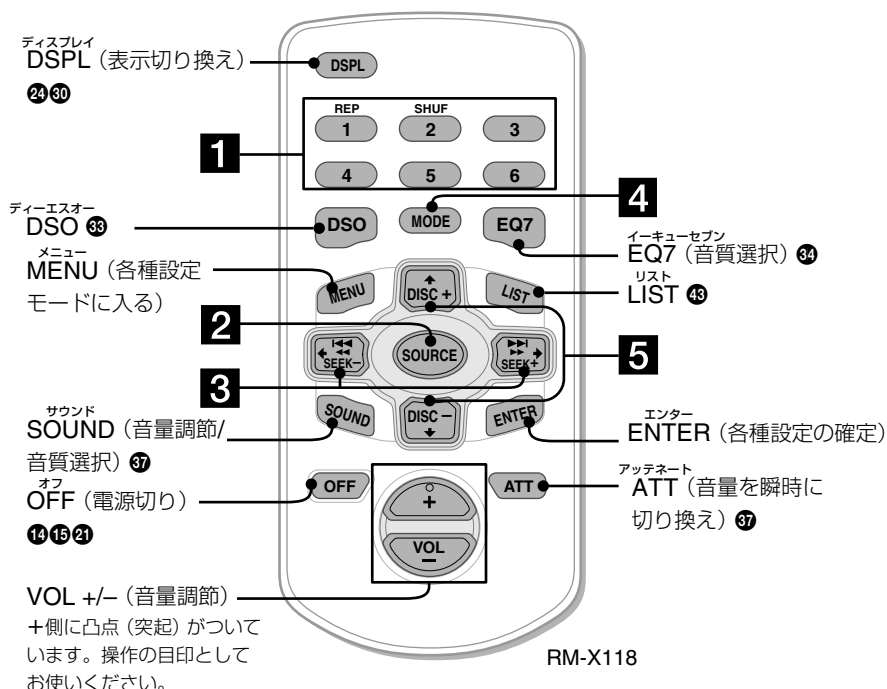 ディスプレイ
DSPL（表示切り換え）
㉔㉚
DSPL
REP SHUF
1 2 3
1
4 5 6
4
ディーエスオー
DSO ㉝
DSO MODE EQ7
イーキューセブン
EQ7（音質選択）㉞
メニュー
MENU（各種設定
モードに入る）
リスト
LIST ㊸
MENU DISC + LIST
2
SEEK– SOURCE SEEK+
5
3
SOUND DISC – ENTER
サウンド
SOUND（音量調節/
音質選択）㊲
エンター
ENTER（各種設定の確定）
オフ
OFF（電源切り）
⓮⓯㉑
OFF + ATT
VOL
–
アッテネート
ATT（音量を瞬時に
切り換え）㊲
VOL +/–（音量調節）
＋側に凸点（突起）がついて
います。操作の目印として
お使いください。
RM-X118